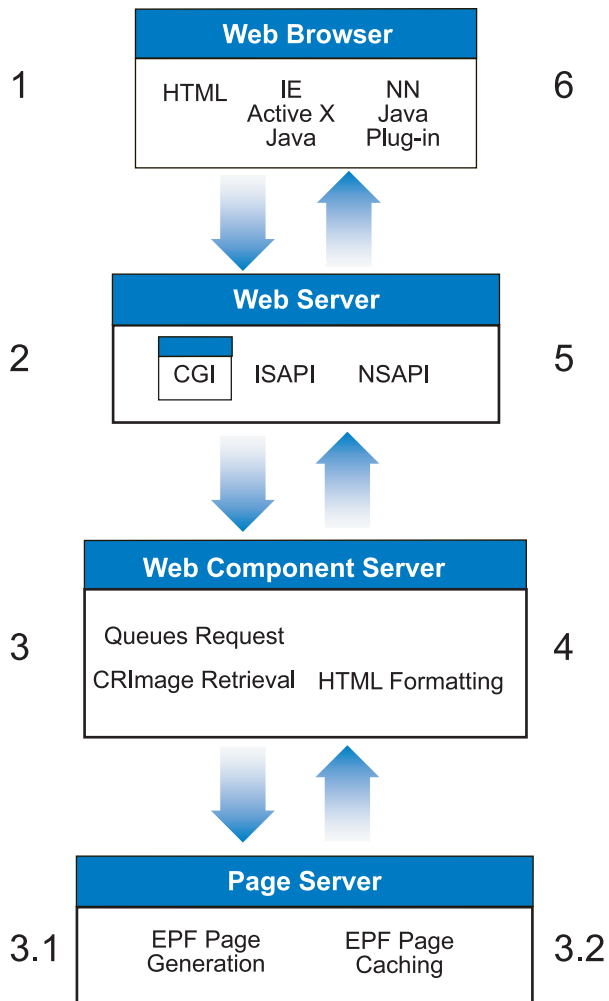 Web Browser
1
HTML
IE
Active X
Java
NN
Java
Plug-in
6
Web Server
2
CGI
ISAPI
NSAPI
5
Web Component Server
3
Queues Request
CRImage Retrieval
HTML Formatting
4
Page Server
3.1
EPF Page
Generation
EPF Page
Caching
3.2